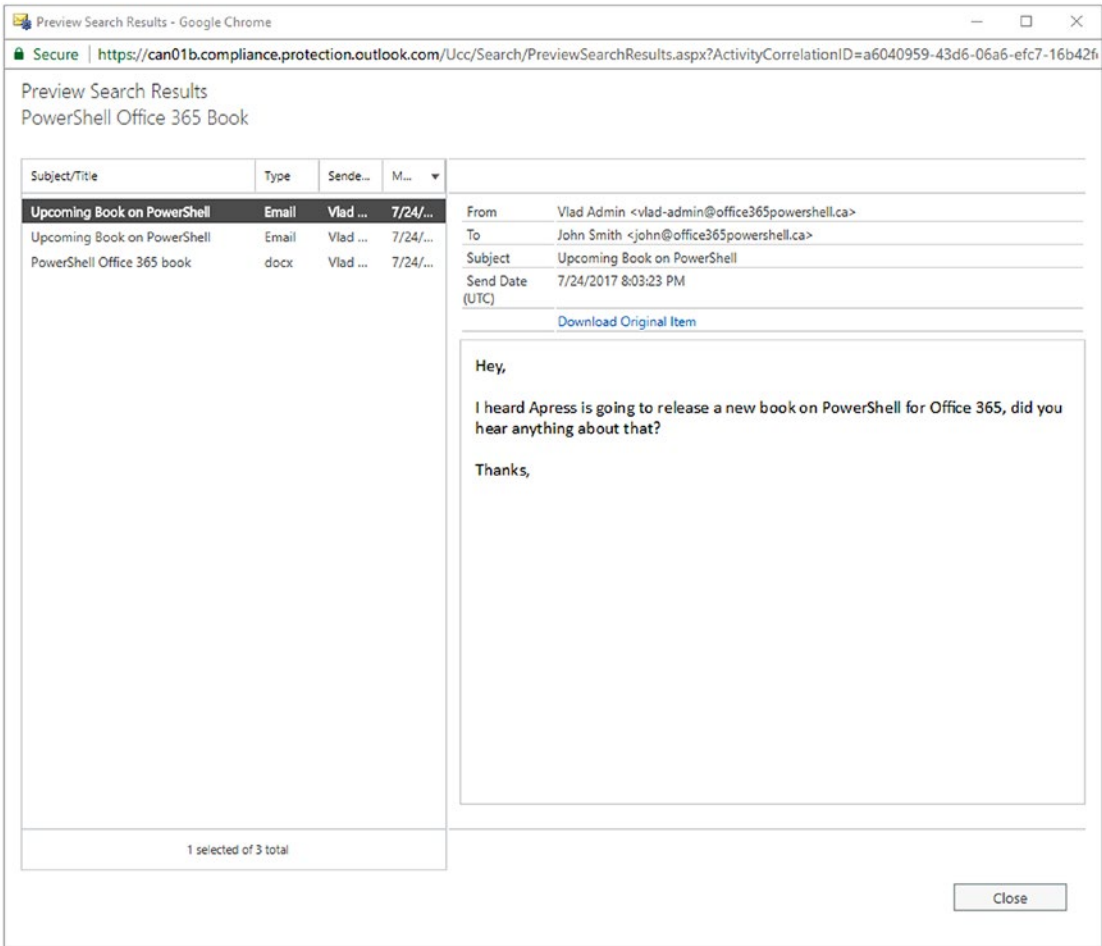 Preview Search Results - Google Chrome
Secure | https://can01b.compliance.protection.outlook.com/Ucc/Search/PreviewSearchResults.aspx?ActivityCorrelationID=a6040959-43d6-06a6-efc7-16b42f
Preview Search Results
PowerShell Office 365 Book
Subject/Title Type Sende... M...
Upcoming Book on PowerShell Email Vlad ... 7/24/...
Upcoming Book on PowerShell Email Vlad ... 7/24/...
PowerShell Office 365 book docx Vlad ... 7/24/...
1 selected of 3 total
From Vlad Admin <vlad-admin@office365powershell.ca>
To John Smith <john@office365powershell.ca>
Subject Upcoming Book on PowerShell
Send Date 7/24/2017 8:03:23 PM
(UTC)
Download Original Item
Hey,
I heard Apress is going to release a new book on PowerShell for Office 365, did you
hear anything about that?
Thanks,
Close